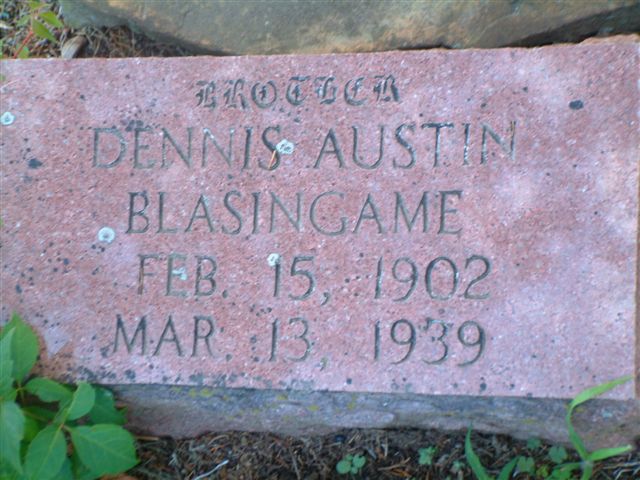 BROTHER
DENNIS AUSTIN
BLASINGAME
FEB. 15, 1902
MAR. 13, 1939